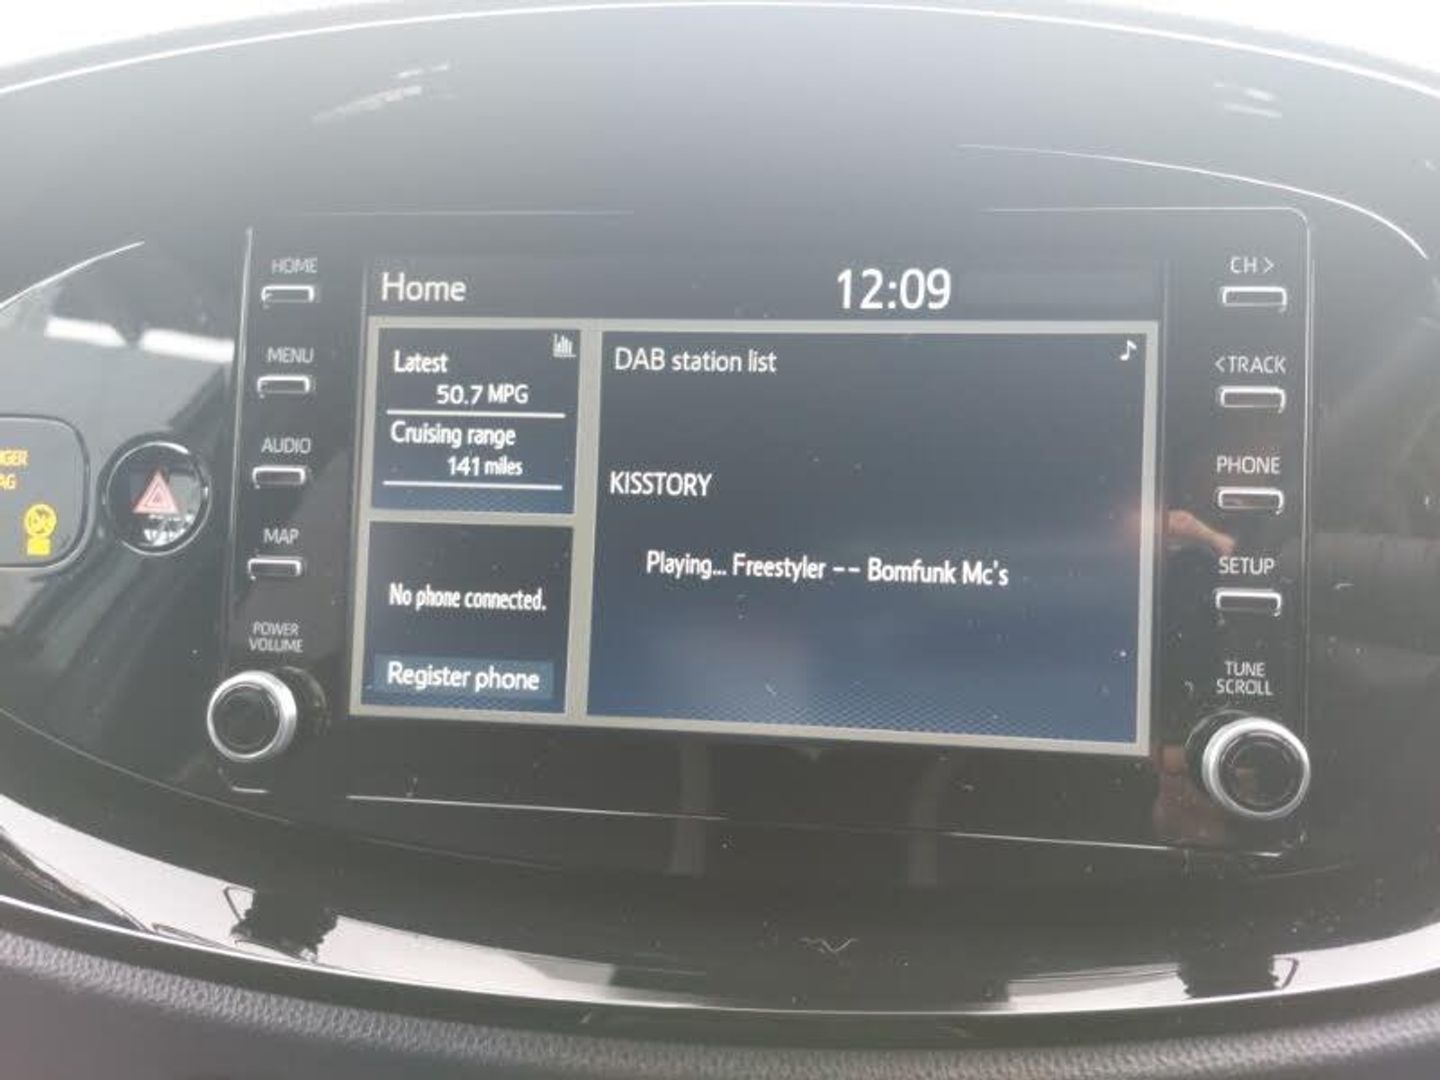 HOME
MENU
AUDIO
MAP
POWER
VOLUME
Home
12:09
Latest
50.7 MPG
Cruising range
141 miles
No phone connected.
Register phone
DAB station list
KISSTORY
Playing... Freestyler -- Bomfunk Mc's
CH >
<TRACK
PHONE
SETUP
TUNE
SCROLL